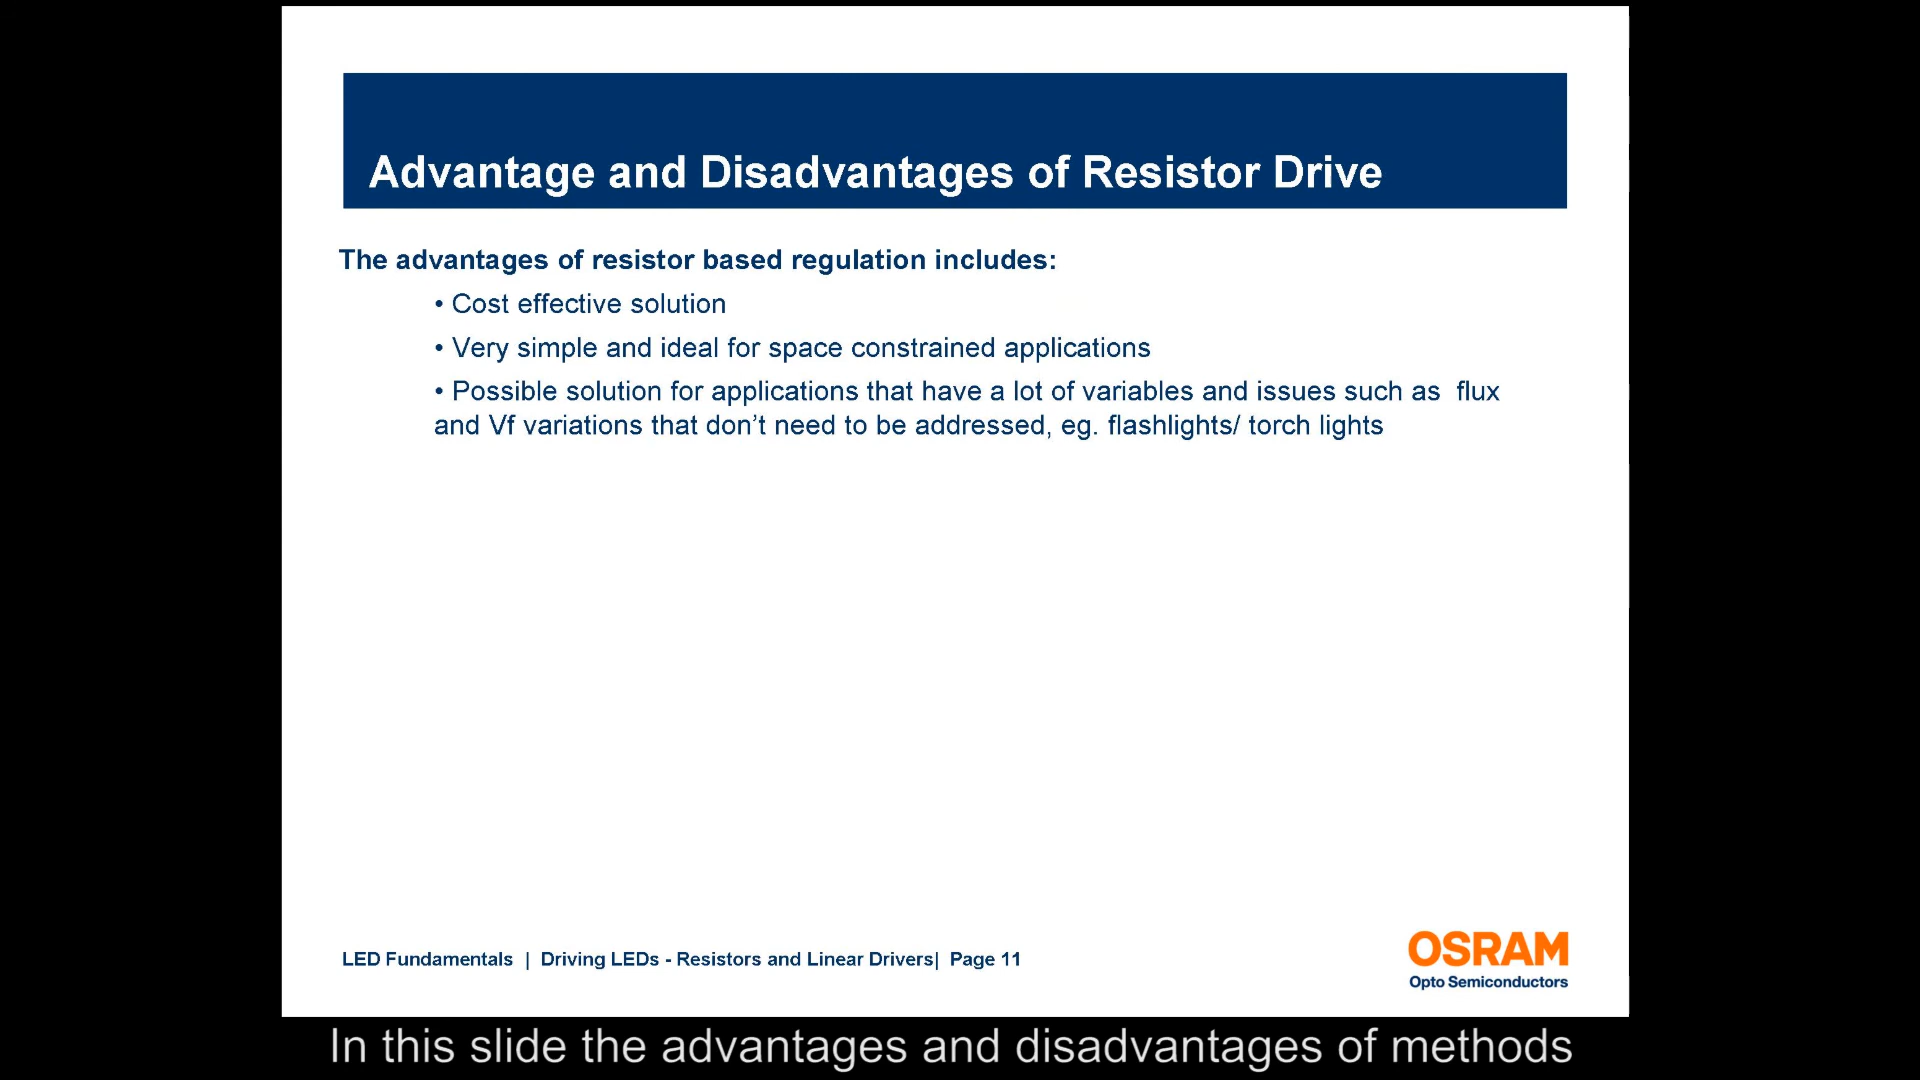 Advantage and Disadvantages of Resistor Drive
The advantages of resistor based regulation includes:
• Cost effective solution
• Very simple and ideal for space constrained applications
• Possible solution for applications that have a lot of variables and issues such as  flux
and Vf variations that don’t need to be addressed, eg. flashlights/ torch lights
LED Fundamentals  |  Driving LEDs - Resistors and Linear Drivers|  Page 11
OSRAM
Opto Semiconductors
In this slide the advantages and disadvantages of methods